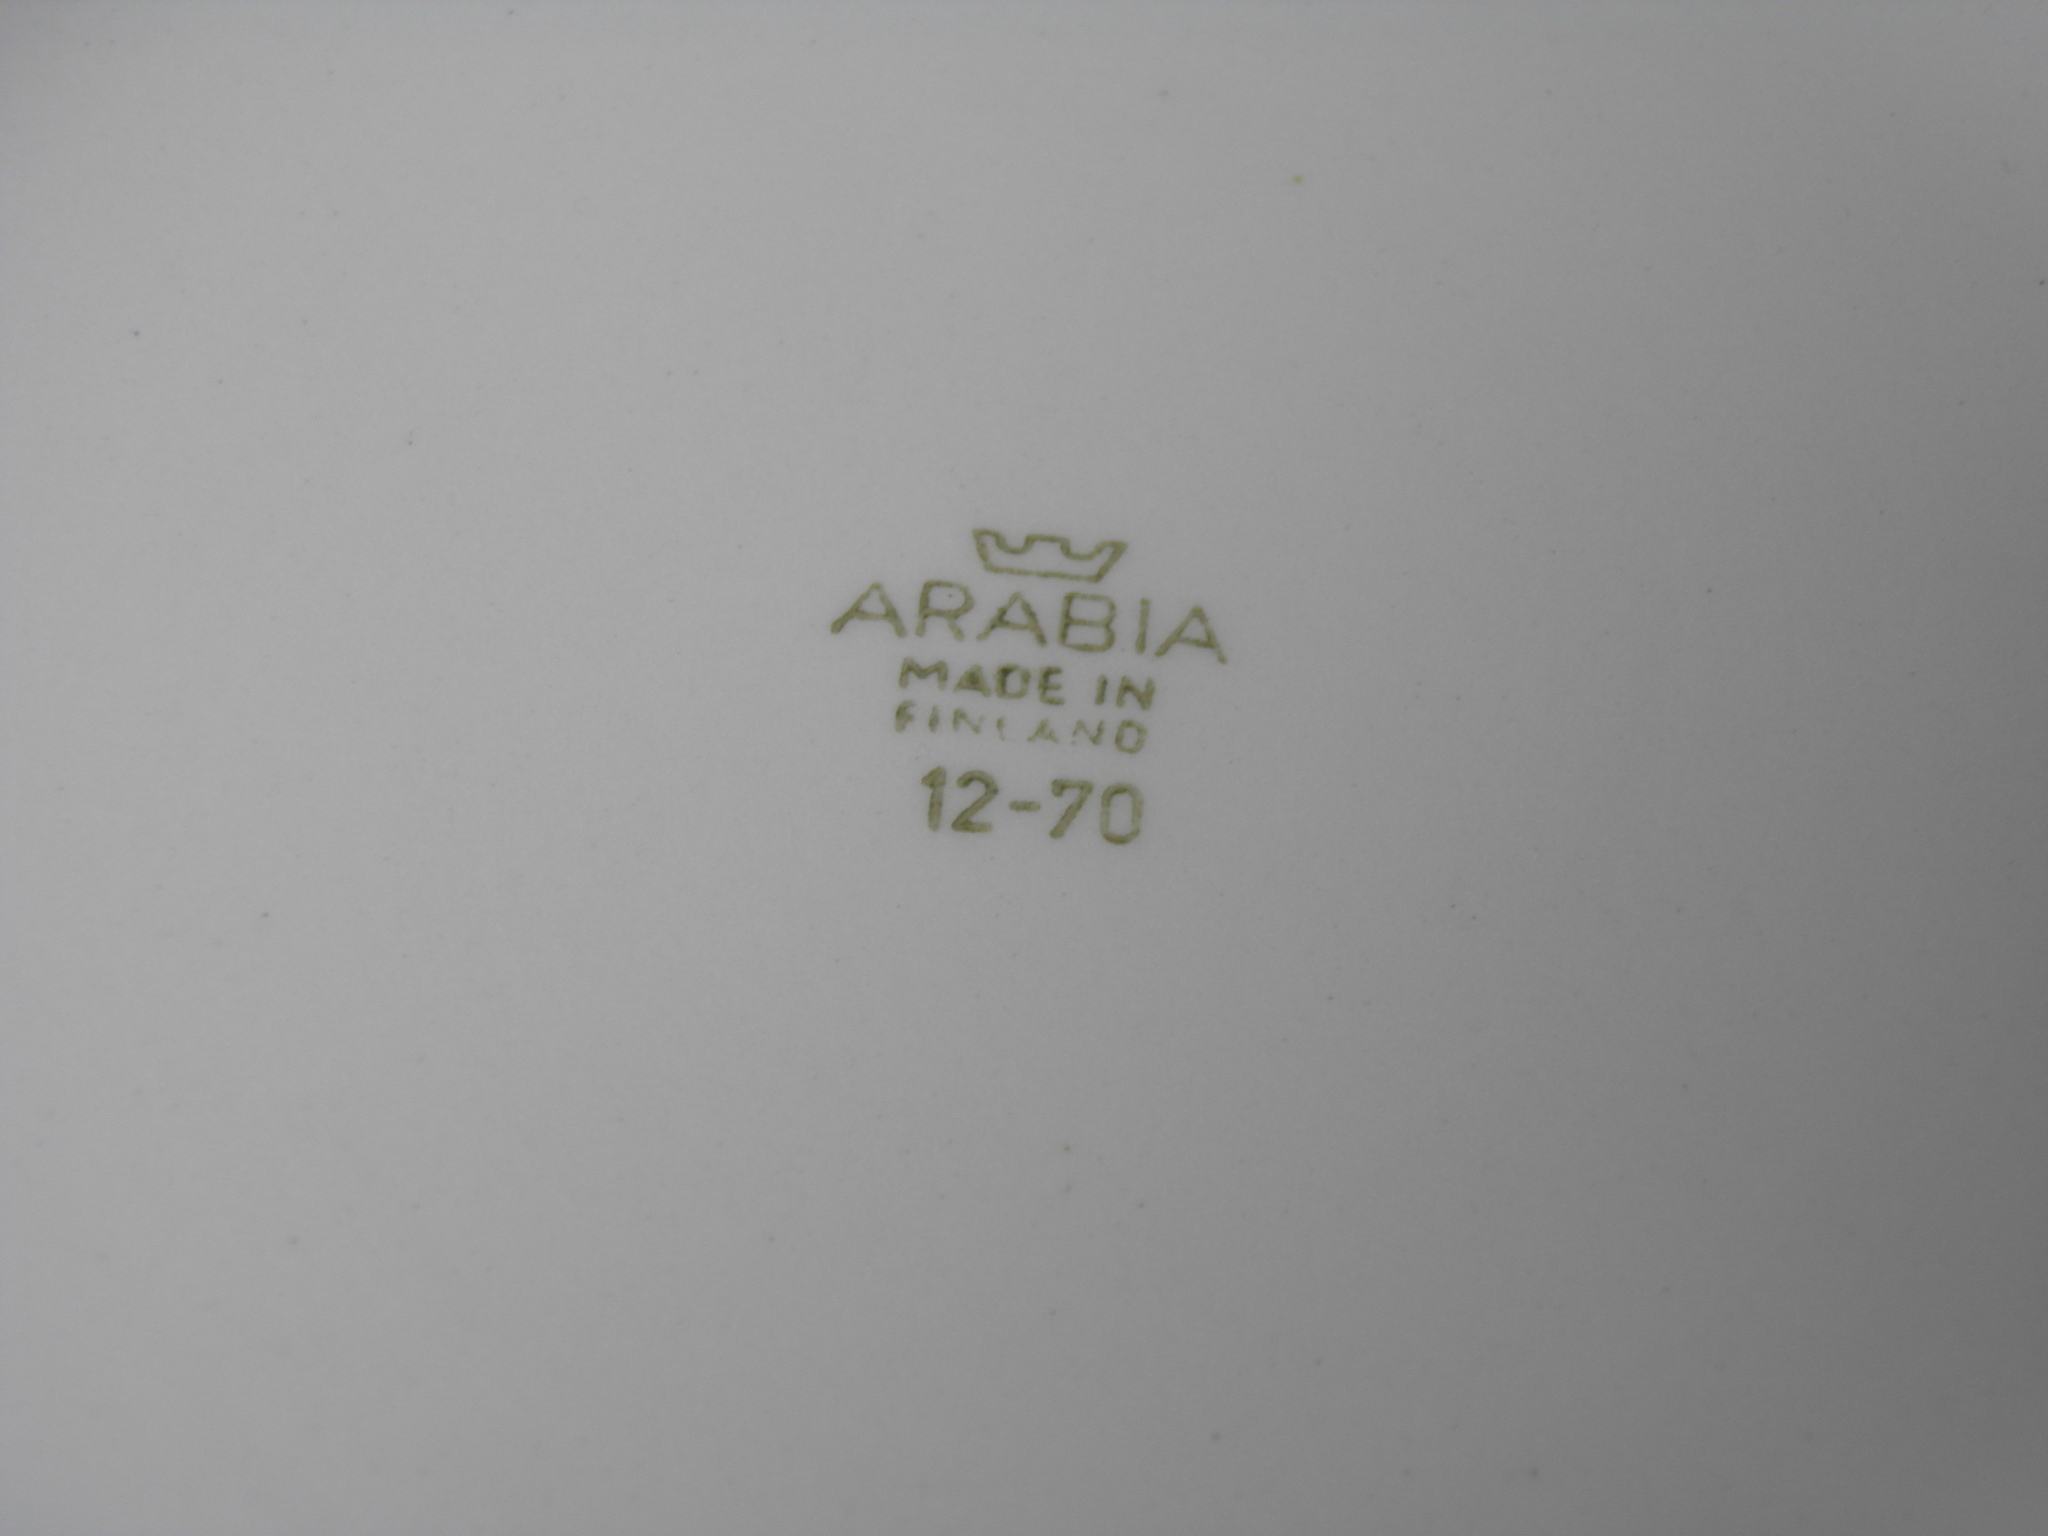 ARABIA
MADE IN
FINLAND
12-70